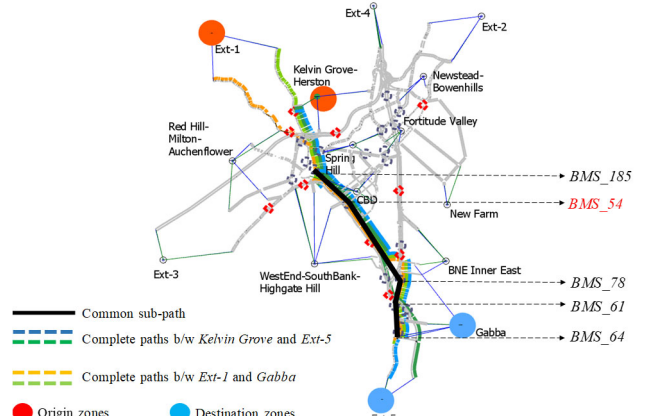 Ext-4
Ext-2
Ext-1
Kelvin Grove-
Herston
Newstead-
Bowenhills
Red Hill-
Milton-
Auchenflower
Fortitude Valley
Spring
Hill
BMS_185
CBD
BMS_54
New Farm
Ext-3
WestEnd-SouthBank-
Highgate Hill
BNE Inner East
BMS_78
BMS_61
Gabba
BMS_64
Common sub-path
Complete paths b/w Kelvin Grove and Ext-5
Complete paths b/w Ext-1 and Gabba
Origin zones
Destination zones